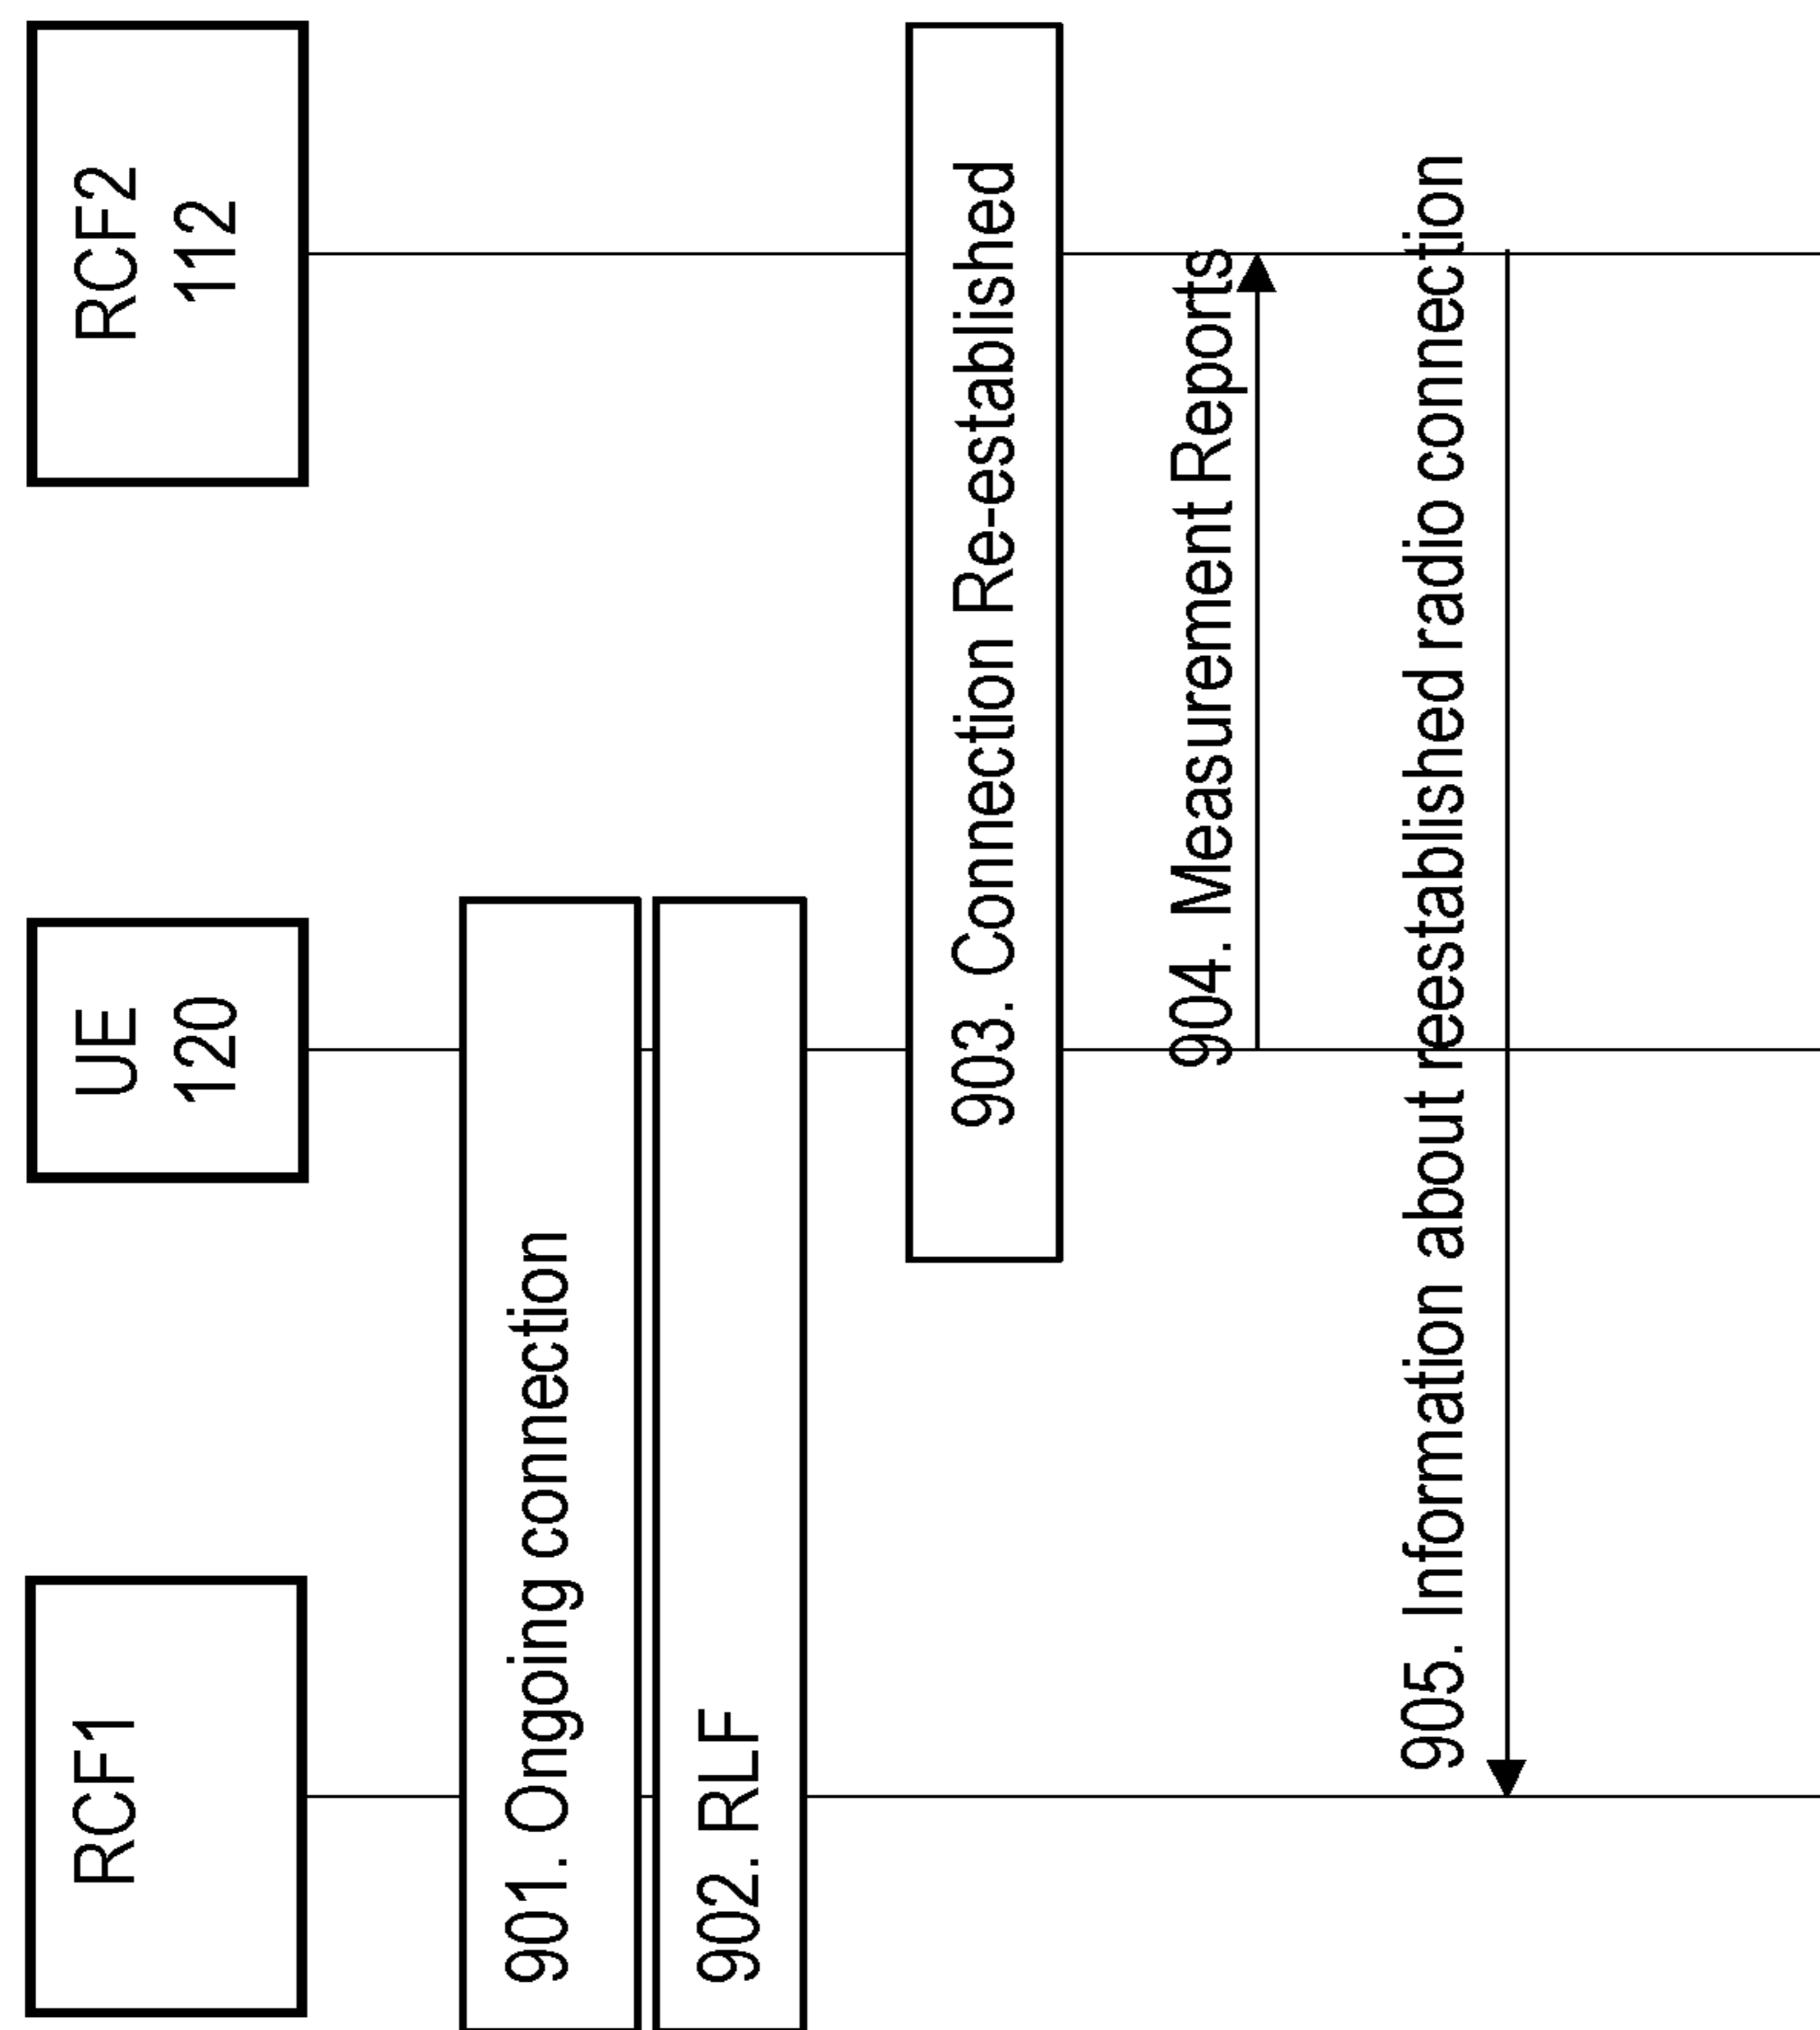 RCF1
UE
120
RCF2
112
901. Ongoing connection
902. RLF
903. Connection Re-established
904. Measurement Reports
905. Information about reestablished radio connection